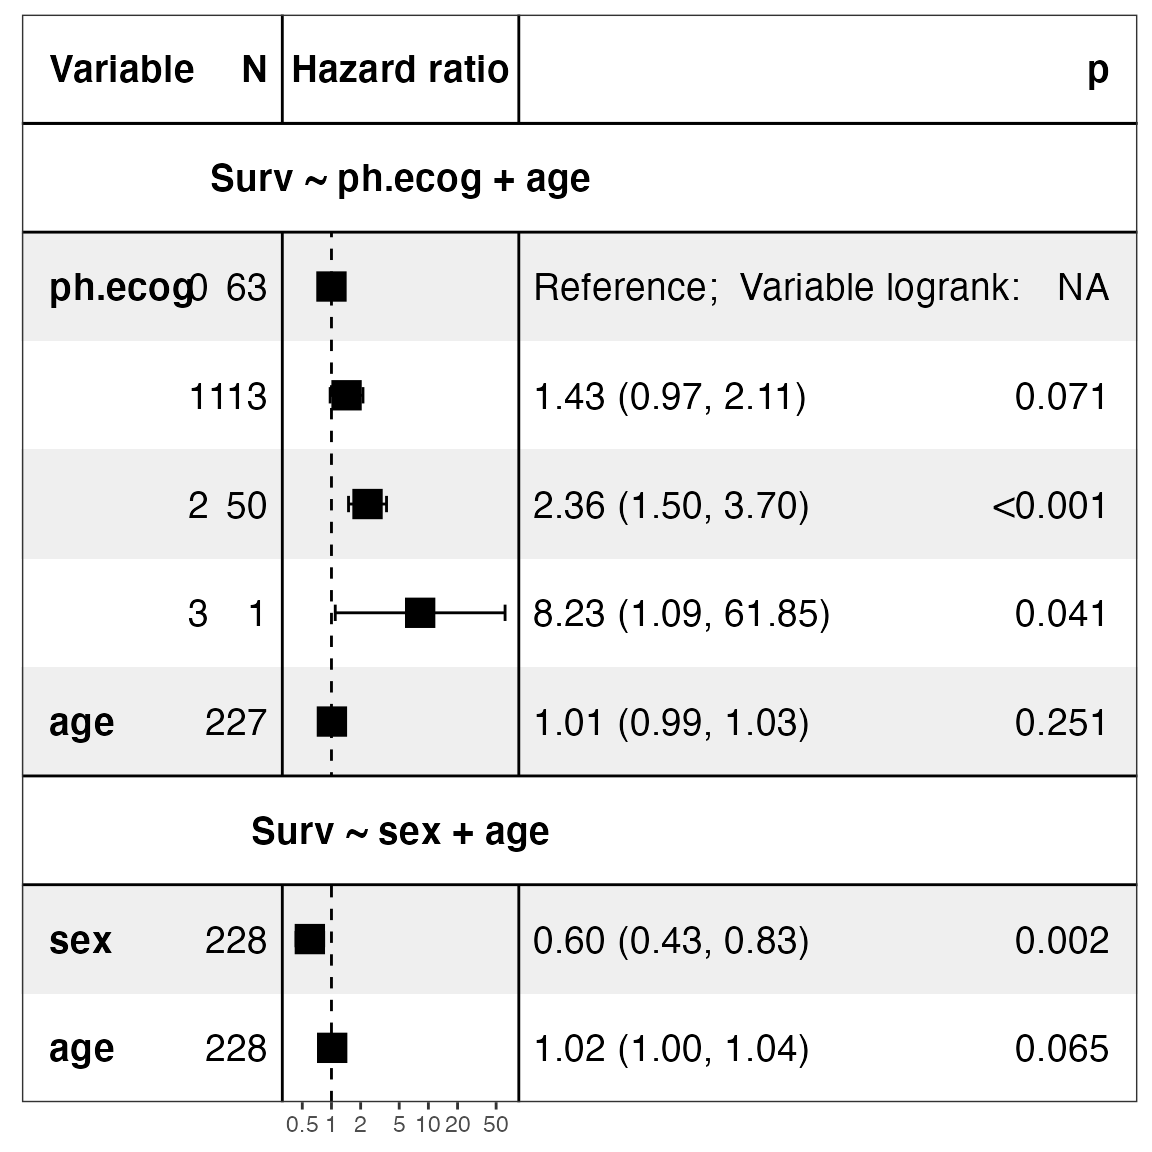 Variable N Hazard ratio p
Surv ~ ph.ecog + age
ph.ecog 0 63 Reference; Variable logrank: NA
1 113 1.43 (0.97, 2.11) 0.071
2 50 2.36 (1.50, 3.70) <0.001
3 1 8.23 (1.09, 61.85) 0.041
age 227 1.01 (0.99, 1.03) 0.251
Surv ~ sex + age
sex 228 0.60 (0.43, 0.83) 0.002
age 228 1.02 (1.00, 1.04) 0.065
0.5 1 2 5 10 20 50